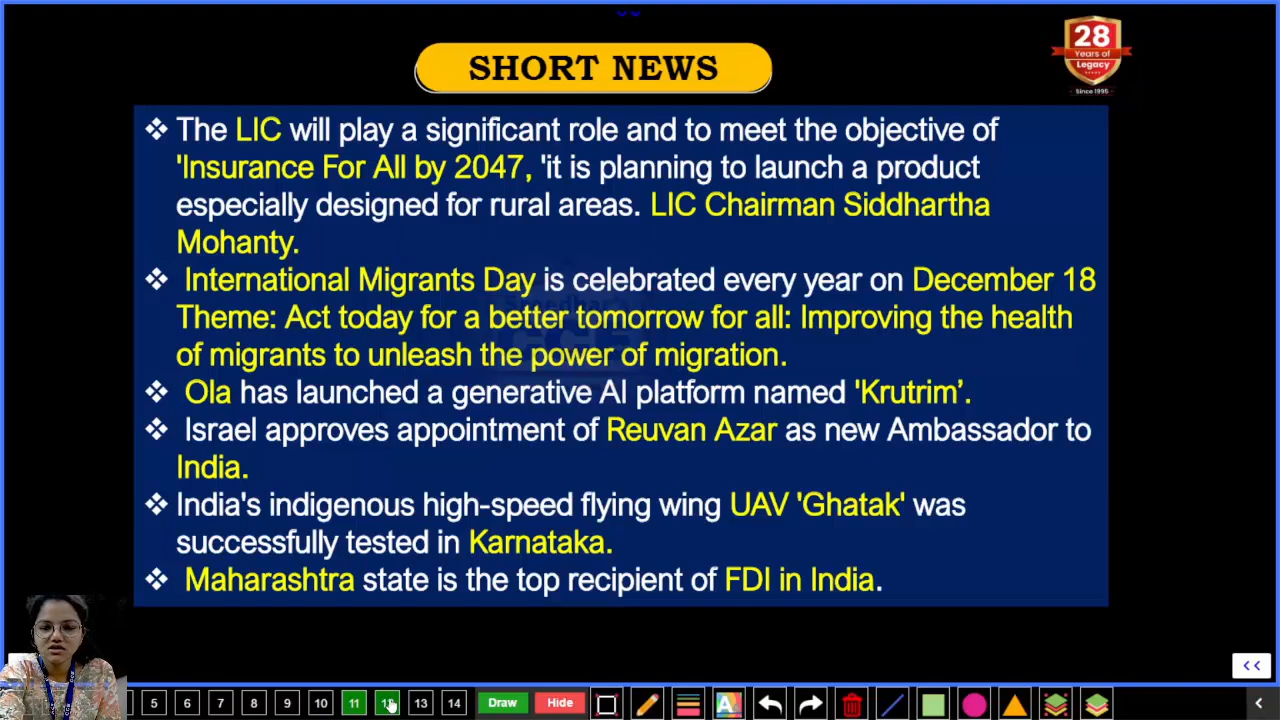 SHORT NEWS
28
Years of
Legacy
Since 1995
❖ The LIC will play a significant role and to meet the objective of
'Insurance For All by 2047, 'it is planning to launch a product
especially designed for rural areas. LIC Chairman Siddhartha
Mohanty.
❖ International Migrants Day is celebrated every year on December 18
Theme: Act today for a better tomorrow for all: Improving the health
of migrants to unleash the power of migration.
❖ Ola has launched a generative AI platform named 'Krutrim’.
❖ Israel approves appointment of Reuvan Azar as new Ambassador to
India.
❖ India's indigenous high-speed flying wing UAV 'Ghatak' was
successfully tested in Karnataka.
❖ Maharashtra state is the top recipient of FDI in India.
<<
5 6 7 8 9 10 11 13 14 Draw Hide